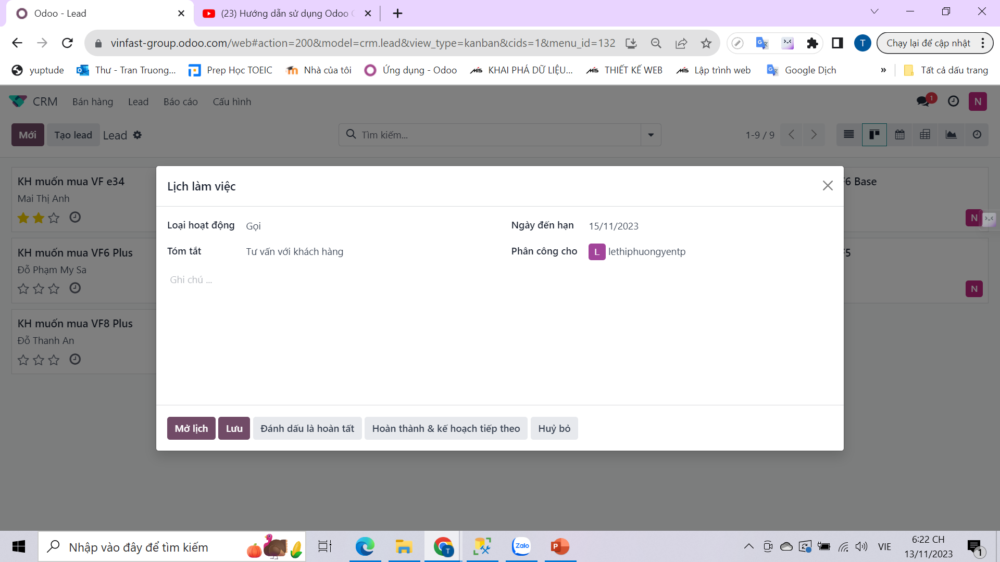 Odoo - Lead
(23) Hướng dẫn sử dụng Odoo
vinfast-group.odoo.com/web#action=200&model=crm.lead&view_type=kanban&cids=1&menu_id=132
T
Chạy lại để cập nhật
yuptude
Thư - Tran Truong...
Prep Học TOEIC
Nhà của tôi
Ứng dụng - Odoo
KHAI PHÁ DỮ LIỆU...
THIẾT KẾ WEB
Lập trình web
Google Dịch
»
Tất cả dấu trang
CRM
Bán hàng
Lead
Báo cáo
Cấu hình
1
N
Mới
Tạo lead
Lead
Tìm kiếm...
1-9 / 9
KH muốn mua VF e34
Mai Thị Anh
KH muốn mua VF6 Plus
Đỗ Phạm My Sa
KH muốn mua VF8 Plus
Đỗ Thanh An
F6 Base
N
F5
N
Lịch làm việc
Loại hoạt động
Gọi
Ngày đến hạn
15/11/2023
Tóm tắt
Tư vấn với khách hàng
Phân công cho
L
lethiphuongyentp
Ghi chú ...
Mở lịch
Lưu
Đánh dấu là hoàn tất
Hoàn thành & kế hoạch tiếp theo
Huỷ bỏ
Nhập vào đây để tìm kiếm
T
Zalo
P
VIE
6:22 CH
13/11/2023
1